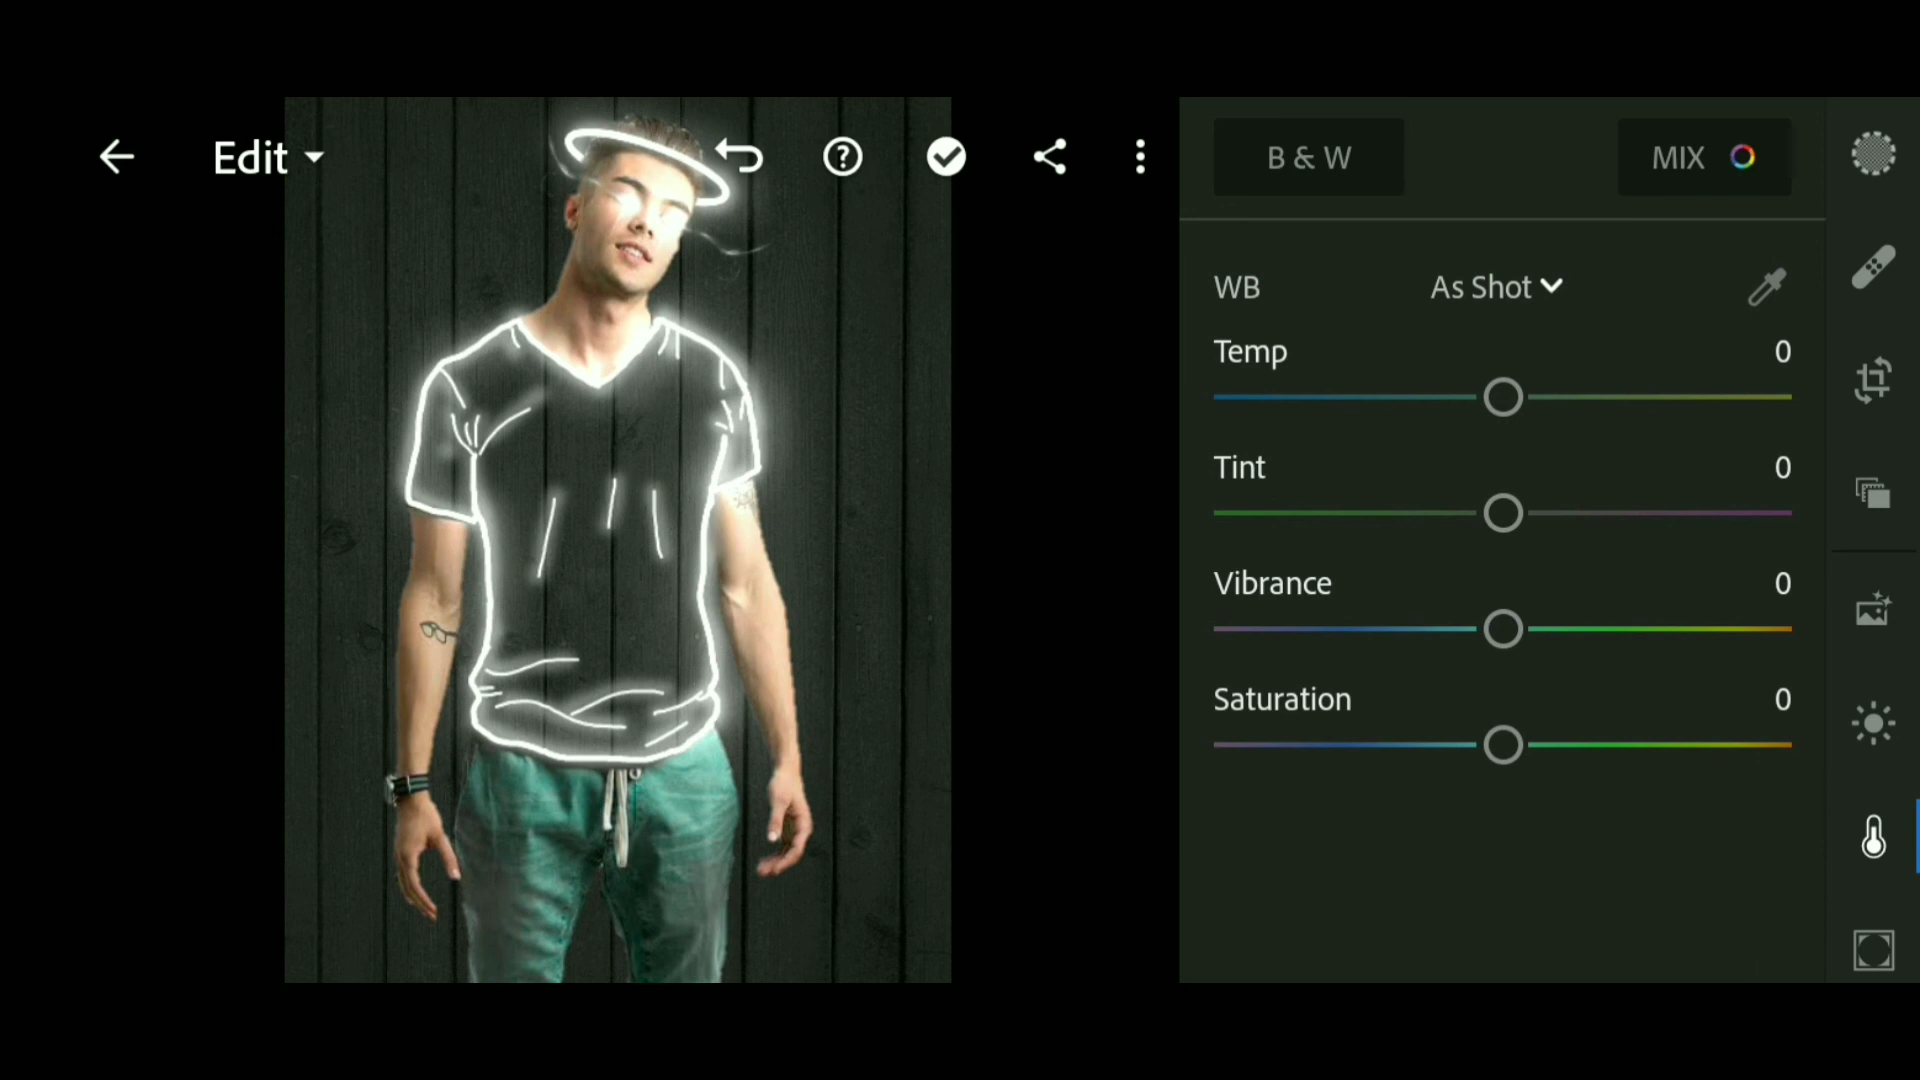 Edit
B & W
MIX
WB
As Shot
Temp
0
Tint
0
Vibrance
0
Saturation
0